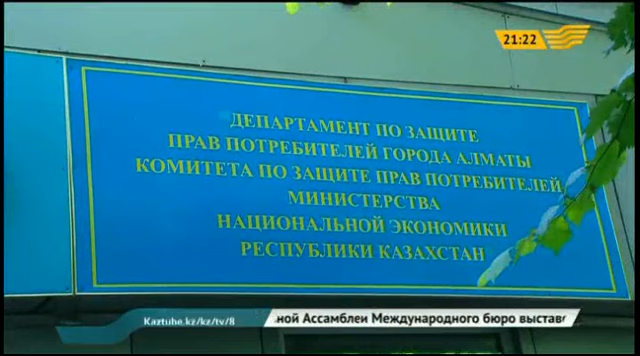 21:22
ДЕПАРТАМЕНТ ПО ЗАЩИТЕ
ПРАВ ПОТРЕБИТЕЛЕЙ ГОРОДА АЛМАТЫ
КОМИТЕТА ПО ЗАЩИТЕ ПРАВ ПОТРЕБИТЕЛЕЙ
МИНИСТЕРСТВА
НАЦИОНАЛЬНОЙ ЭКОНОМИКИ
РЕСПУБЛИКИ КАЗАХСТАН
Kaztube.kz/kz/tv/8 ной Ассамблеи Международного бюро выставо